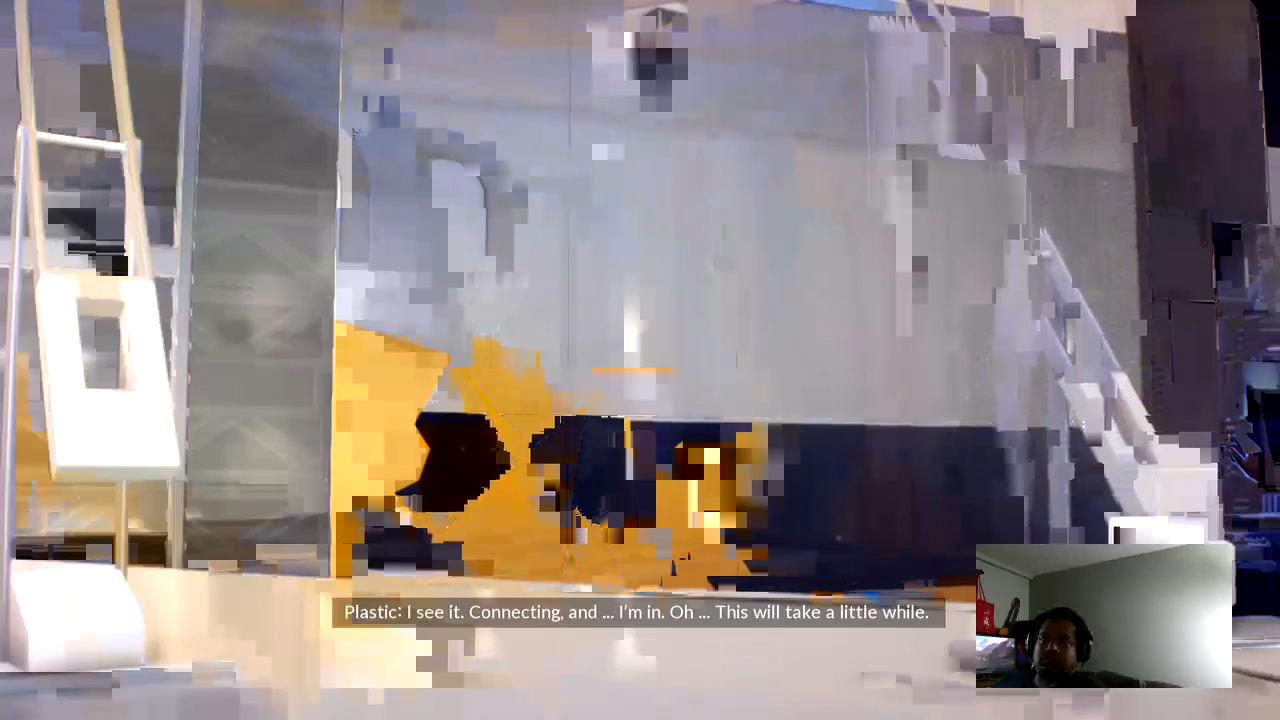 Plastic: I see it. Connecting, and ... I'm in. Oh ... This will take a little while.